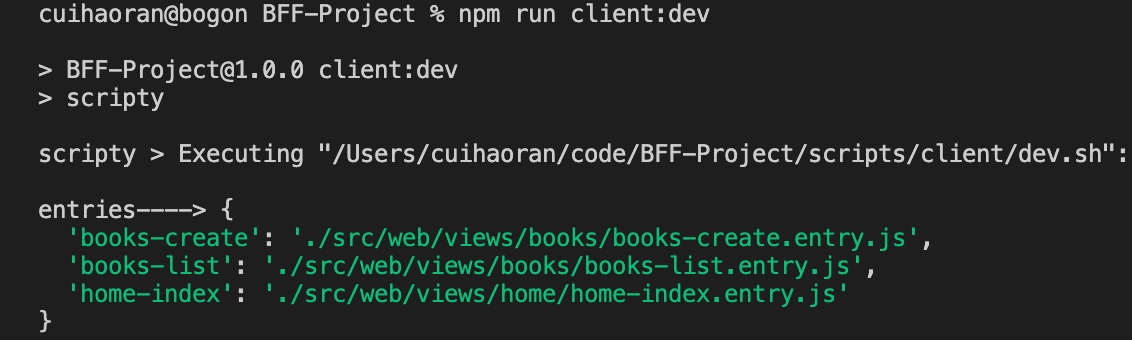 cuihaoran@bogon BFF-Project % npm run client:dev
> BFF-Project@1.0.0 client:dev
> scripty
scripty > Executing "/Users/cuihaoran/code/BFF-Project/scripts/client/dev.sh":
entries----> {
  'books-create': './src/web/views/books/books-create.entry.js',
  'books-list': './src/web/views/books/books-list.entry.js',
  'home-index': './src/web/views/home/home-index.entry.js'
}